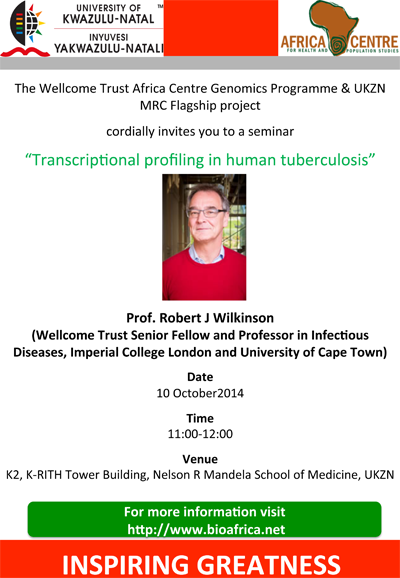 UNIVERSITY OF ™
KWAZULU-NATAL
INYUVESI
YAKWAZULU-NATALI
AFRICA CENTRE
FOR HEALTH AND POPULATION STUDIES
The Wellcome Trust Africa Centre Genomics Programme & UKZN
MRC Flagship project
cordially invites you to a seminar
“Transcriptional profiling in human tuberculosis”
Prof. Robert J Wilkinson
(Wellcome Trust Senior Fellow and Professor in Infectious
Diseases, Imperial College London and University of Cape Town)
Date
10 October2014
Time
11:00-12:00
Venue
K2, K-RITH Tower Building, Nelson R Mandela School of Medicine, UKZN
For more information visit
http://www.bioafrica.net
INSPIRING GREATNESS